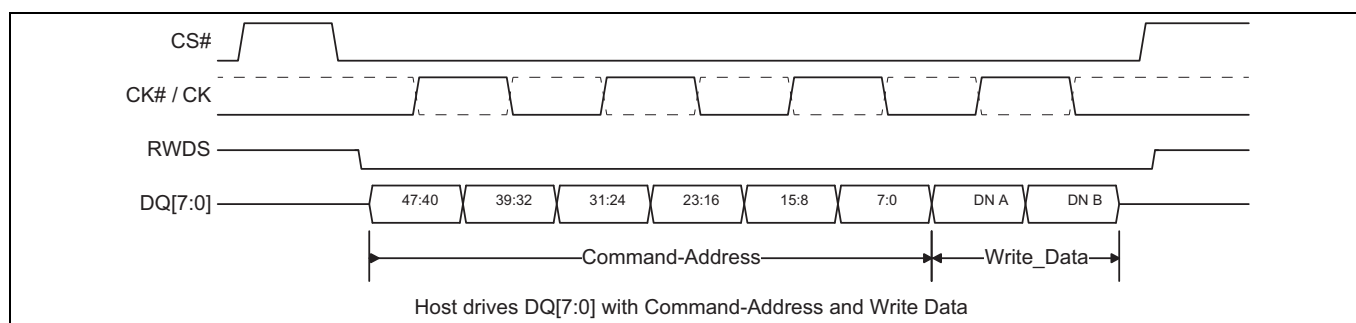 CS#
CK# / CK
RWDS
DQ[7:0]
47:40 39:32 31:24 23:16 15:8 7:0 DN A DN B
Command-Address Write_Data
Host drives DQ[7:0] with Command-Address and Write Data